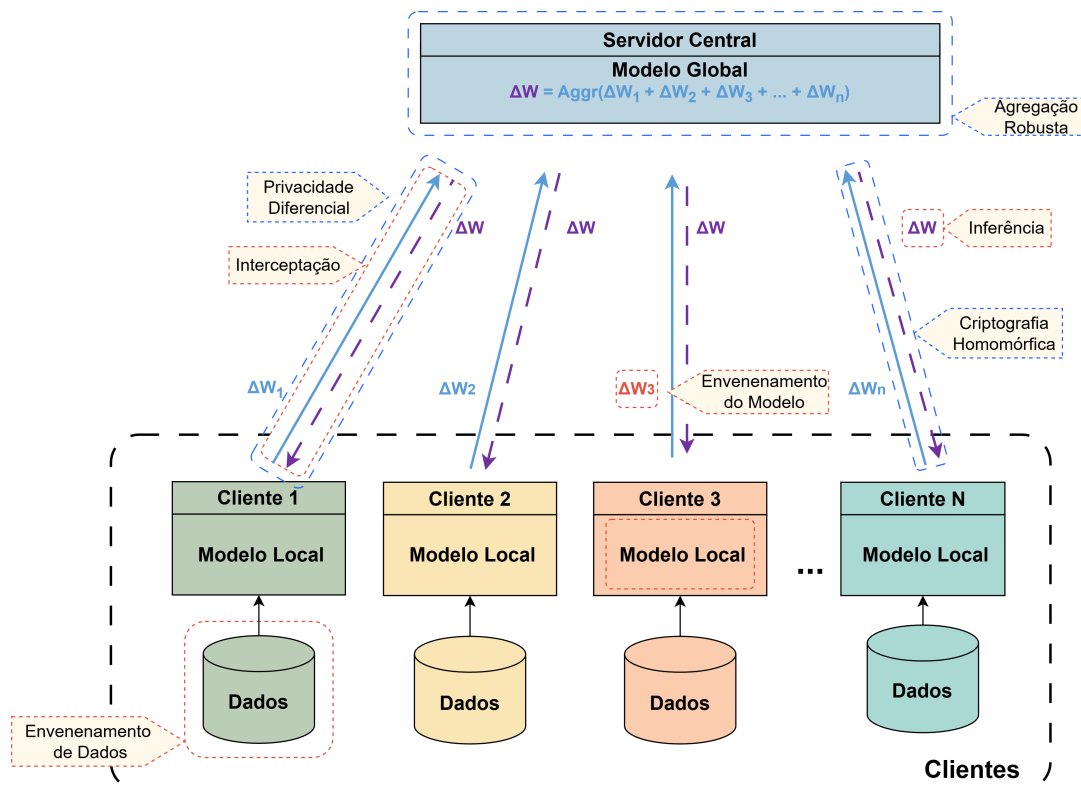 Servidor Central
Modelo Global
ΔW = Aggr(ΔW₁ + ΔW₂ + ΔW₃ + ... + ΔWₙ)
Agregação
Robusta
Privacidade
Diferencial
Interceptação
ΔW
ΔW
ΔW
ΔW
Inferência
Criptografia
Homomórfica
ΔW₁
ΔW₂
ΔW₃
Envenenamento
do Modelo
ΔWₙ
Cliente 1
Modelo Local
Dados
Cliente 2
Modelo Local
Dados
Cliente 3
Modelo Local
Dados
...
Cliente N
Modelo Local
Dados
Envenenamento
de Dados
Clientes